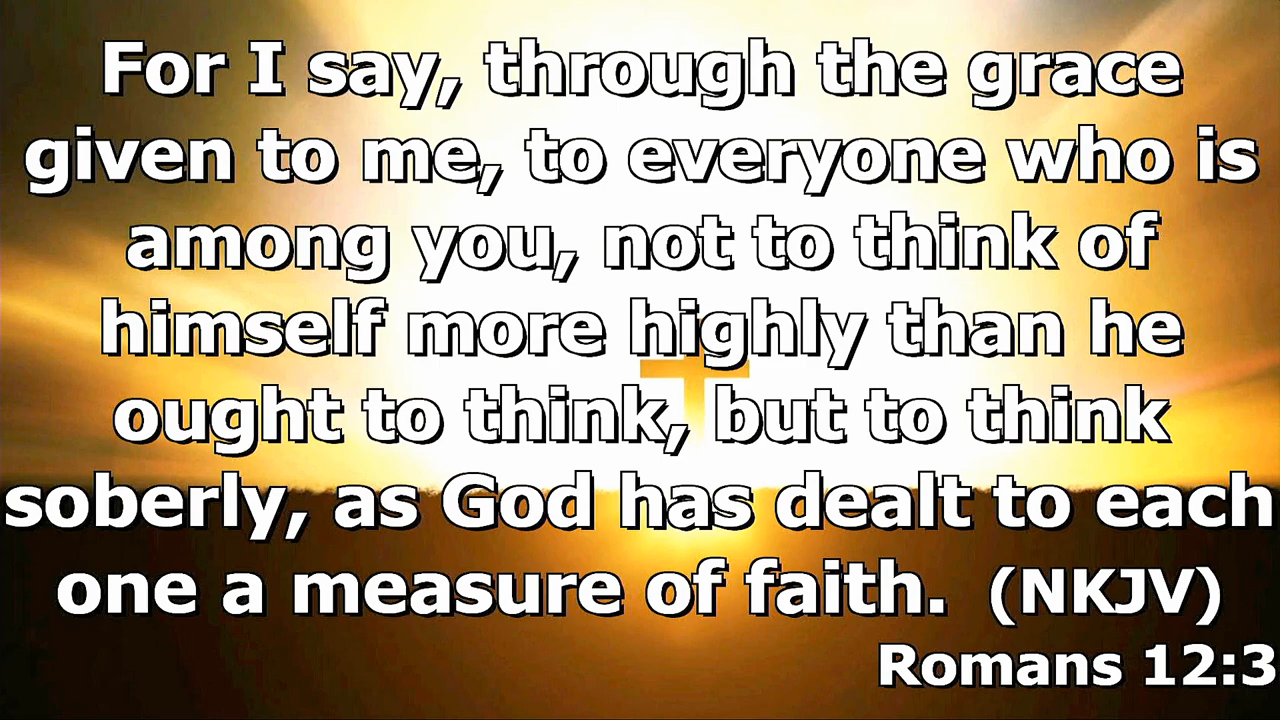 For I say, through the grace
given to me, to everyone who is
among you, not to think of
himself more highly than he
ought to think, but to think
soberly, as God has dealt to each
one a measure of faith.  (NKJV)
Romans 12:3